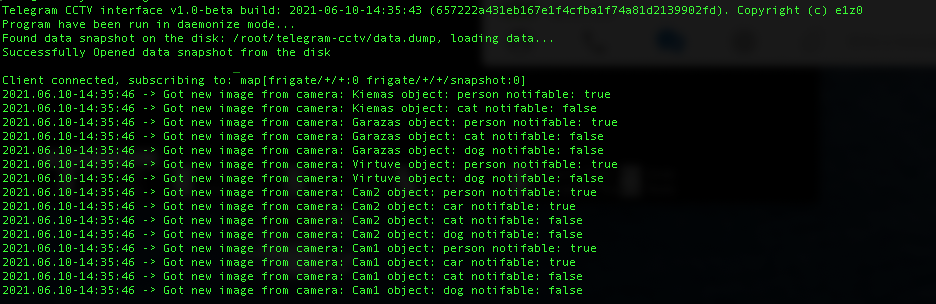 Telegram CCTV interface v1.0-beta build: 2021-06-10-14:35:43 (657222a431eb167e1f4cfba1f74a81d2139902fd). Copyright (c) e1z0
Program have been run in daemonize mode...
Found data snapshot on the disk: /root/telegram-cctv/data.dump, loading data...
Successfully Opened data snapshot from the disk
Client connected, subscribing to: map[frigate/+/+:0 frigate/+/+/snapshot:0]
2021.06.10-14:35:46 -> Got new image from camera: Kiemas object: person notifable: true
2021.06.10-14:35:46 -> Got new image from camera: Kiemas object: cat notifable: false
2021.06.10-14:35:46 -> Got new image from camera: Garazas object: person notifable: true
2021.06.10-14:35:46 -> Got new image from camera: Garazas object: cat notifable: false
2021.06.10-14:35:46 -> Got new image from camera: Garazas object: dog notifable: false
2021.06.10-14:35:46 -> Got new image from camera: Virtuve object: person notifable: true
2021.06.10-14:35:46 -> Got new image from camera: Virtuve object: dog notifable: false
2021.06.10-14:35:46 -> Got new image from camera: Cam2 object: person notifable: true
2021.06.10-14:35:46 -> Got new image from camera: Cam2 object: car notifable: true
2021.06.10-14:35:46 -> Got new image from camera: Cam2 object: cat notifable: false
2021.06.10-14:35:46 -> Got new image from camera: Cam2 object: dog notifable: false
2021.06.10-14:35:46 -> Got new image from camera: Cam1 object: person notifable: true
2021.06.10-14:35:46 -> Got new image from camera: Cam1 object: car notifable: true
2021.06.10-14:35:46 -> Got new image from camera: Cam1 object: cat notifable: false
2021.06.10-14:35:46 -> Got new image from camera: Cam1 object: dog notifable: false